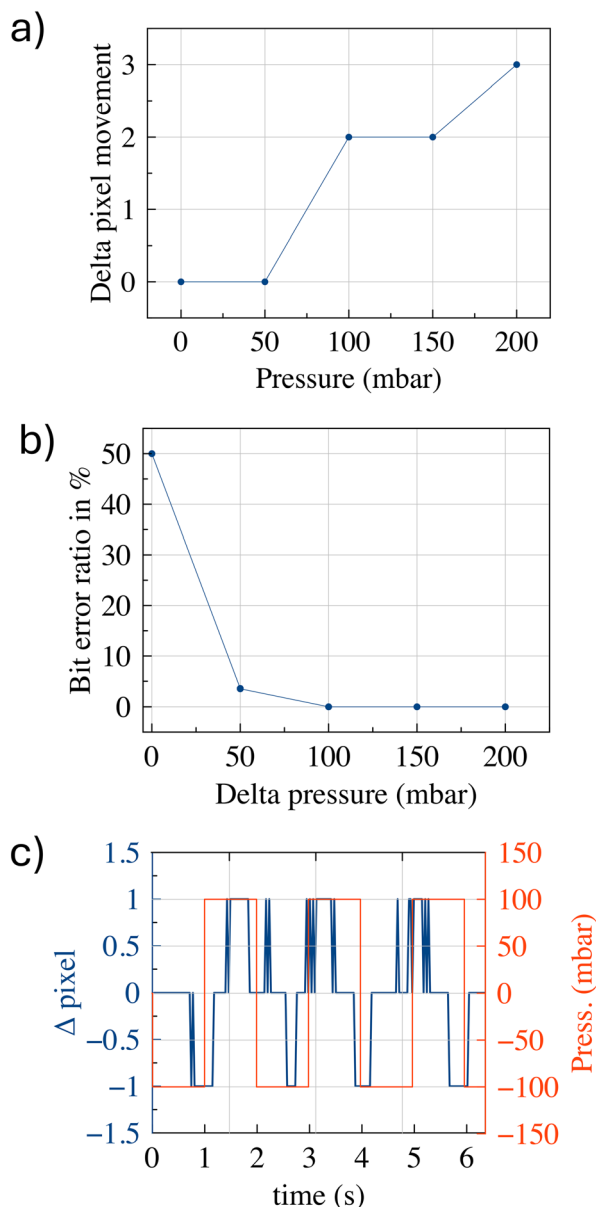 a)
Delta pixel movement
3
2
1
0
0 50 100 150 200
Pressure (mbar)
b)
Bit error ratio in %
50
40
30
20
10
0
0 50 100 150 200
Delta pressure (mbar)
c)
Δ pixel
1.5
1
0.5
0
−0.5
−1
−1.5
150
100
50
0
−50
−100
−150
Press. (mbar)
0 1 2 3 4 5 6
time (s)